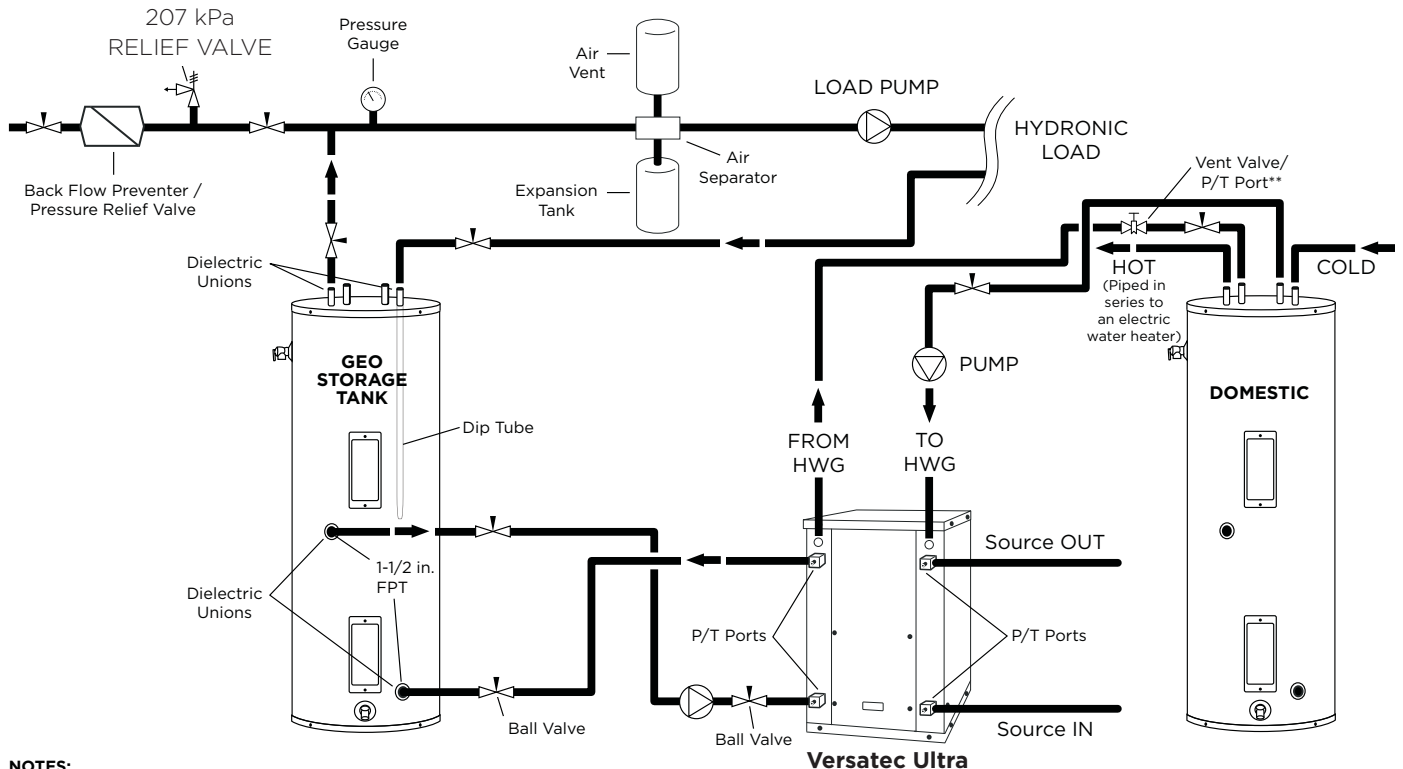 207 kPa
RELIEF VALVE
Pressure
Gauge
Air
Vent
LOAD PUMP
HYDRONIC
LOAD
Air
Separator
Expansion
Tank
Back Flow Preventer /
Pressure Relief Valve
Vent Valve/
P/T Port**
Dielectric
Unions
HOT
(Piped in
series to
an electric
water heater)
COLD
GEO
STORAGE
TANK
PUMP
DOMESTIC
Dip Tube
FROM
HWG
TO
HWG
Source OUT
1-1/2 in.
FPT
Dielectric
Unions
P/T Ports
P/T Ports
Ball Valve
Ball Valve
Source IN
Versatec Ultra
NOTES: